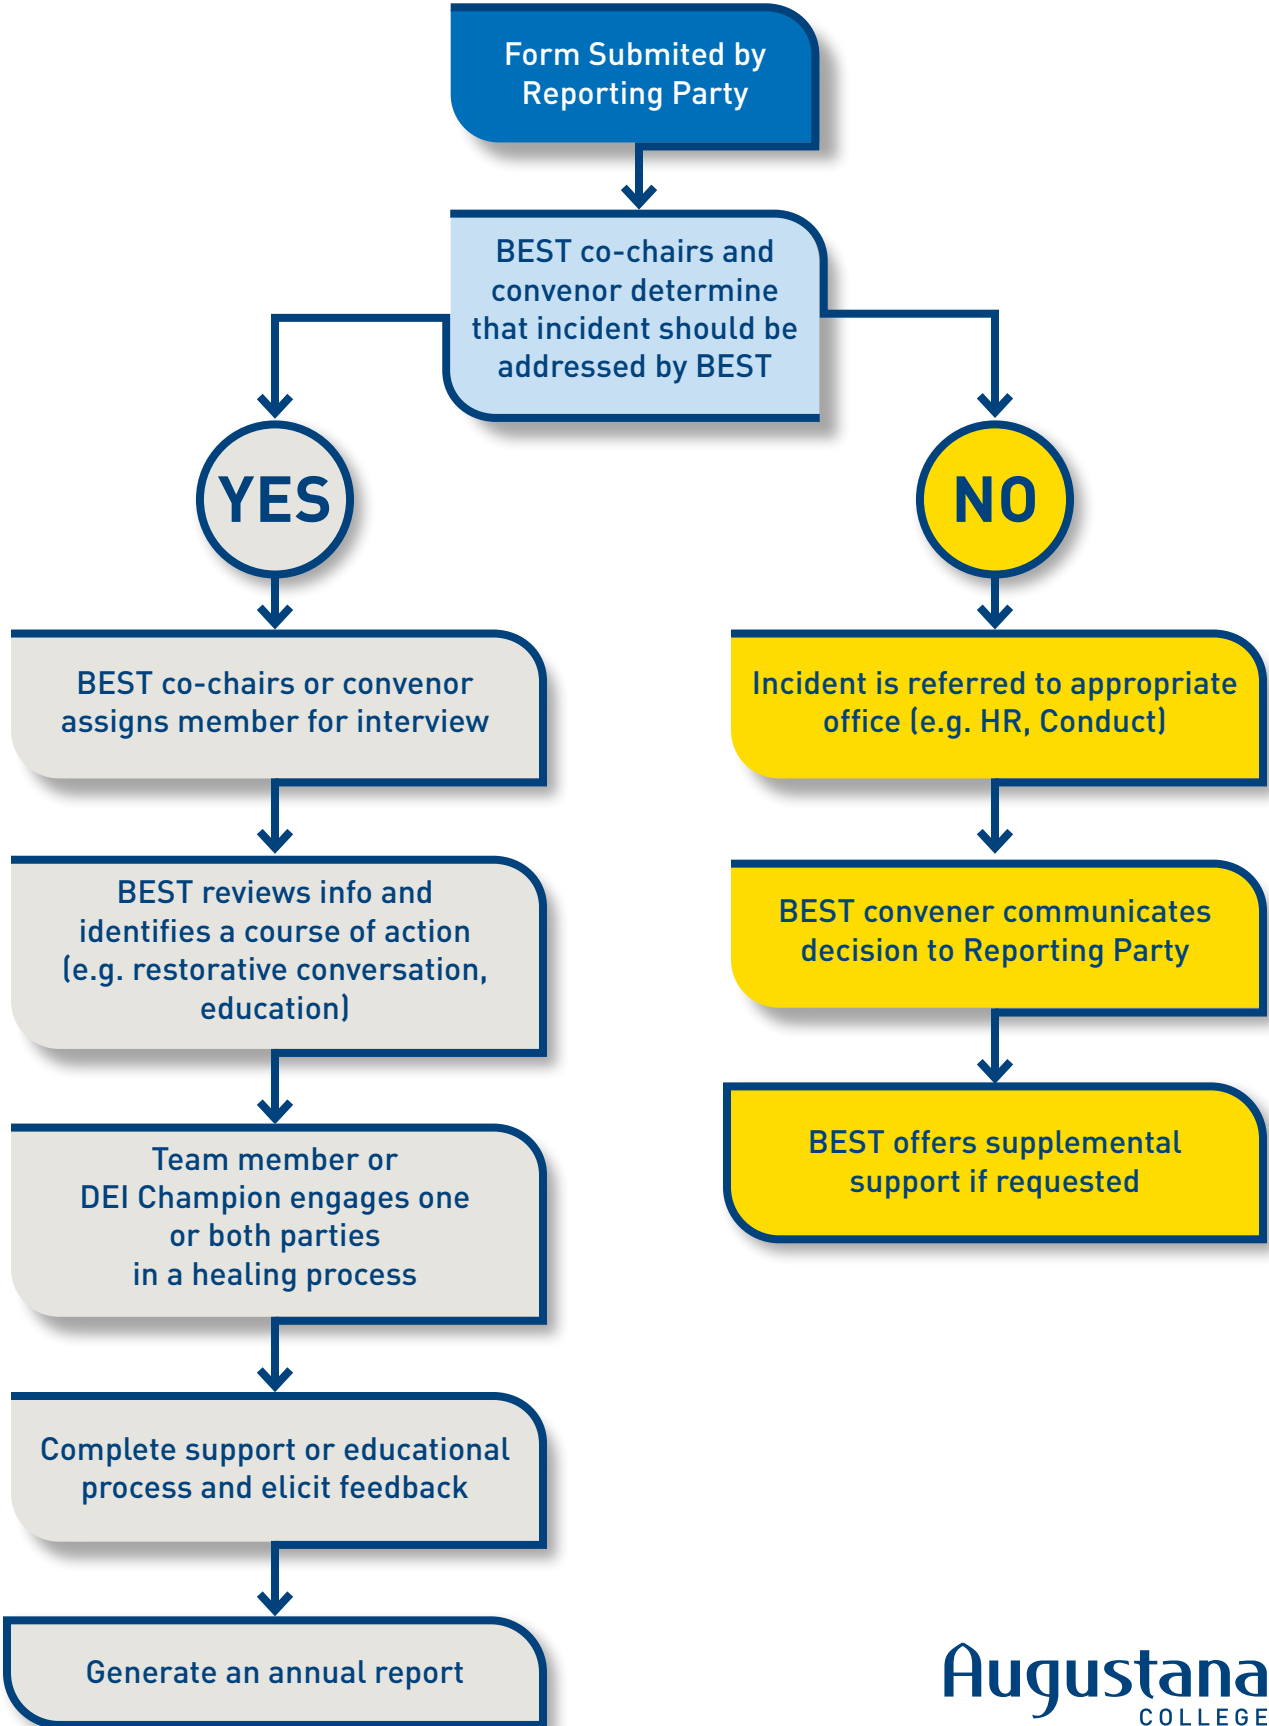 Form Submited by
Reporting Party
BEST co-chairs and
convenor determine
that incident should be
addressed by BEST
YES
NO
BEST co-chairs or convenor
assigns member for interview
BEST reviews info and
identifies a course of action
(e.g. restorative conversation,
education)
Team member or
DEI Champion engages one
or both parties
in a healing process
Complete support or educational
process and elicit feedback
Generate an annual report
Incident is referred to appropriate
office (e.g. HR, Conduct)
BEST convener communicates
decision to Reporting Party
BEST offers supplemental
support if requested
Augustana
COLLEGE